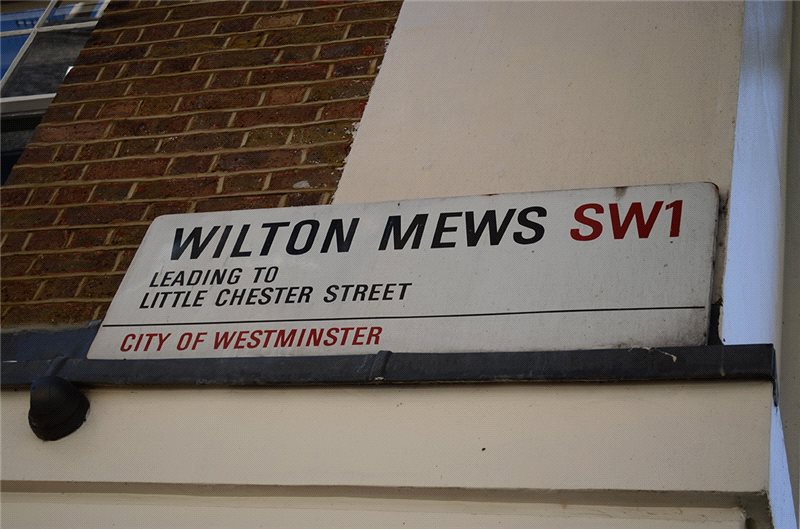 WILTON MEWS SW1
LEADING TO
LITTLE CHESTER STREET
CITY OF WESTMINSTER